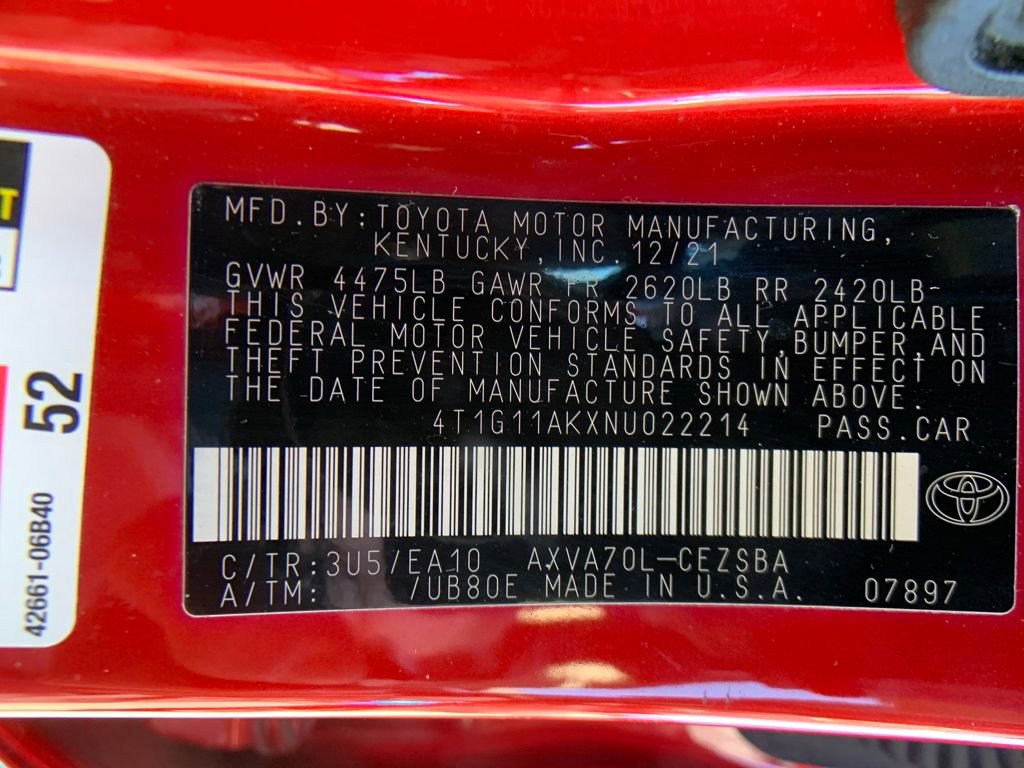 MFD.BY:TOYOTA MOTOR MANUFACTURING,
KENTUCKY,INC.12/21
GVWR 4475LB GAWR FR 2620LB RR 2420LB-
THIS VEHICLE CONFORMS TO ALL APPLICABLE
FEDERAL MOTOR VEHICLE SAFETY,BUMPER,AND
THEFT PREVENTION STANDARDS IN EFFECT ON
THE DATE OF MANUFACTURE SHOWN ABOVE.
4T1G11AKXNU022214 PASS.CAR
C/TR:3U5/EA10 AXVA70L-CEZSBA
A/TM: /UB80E MADE IN U.S.A. 07897
52
42661-06B40